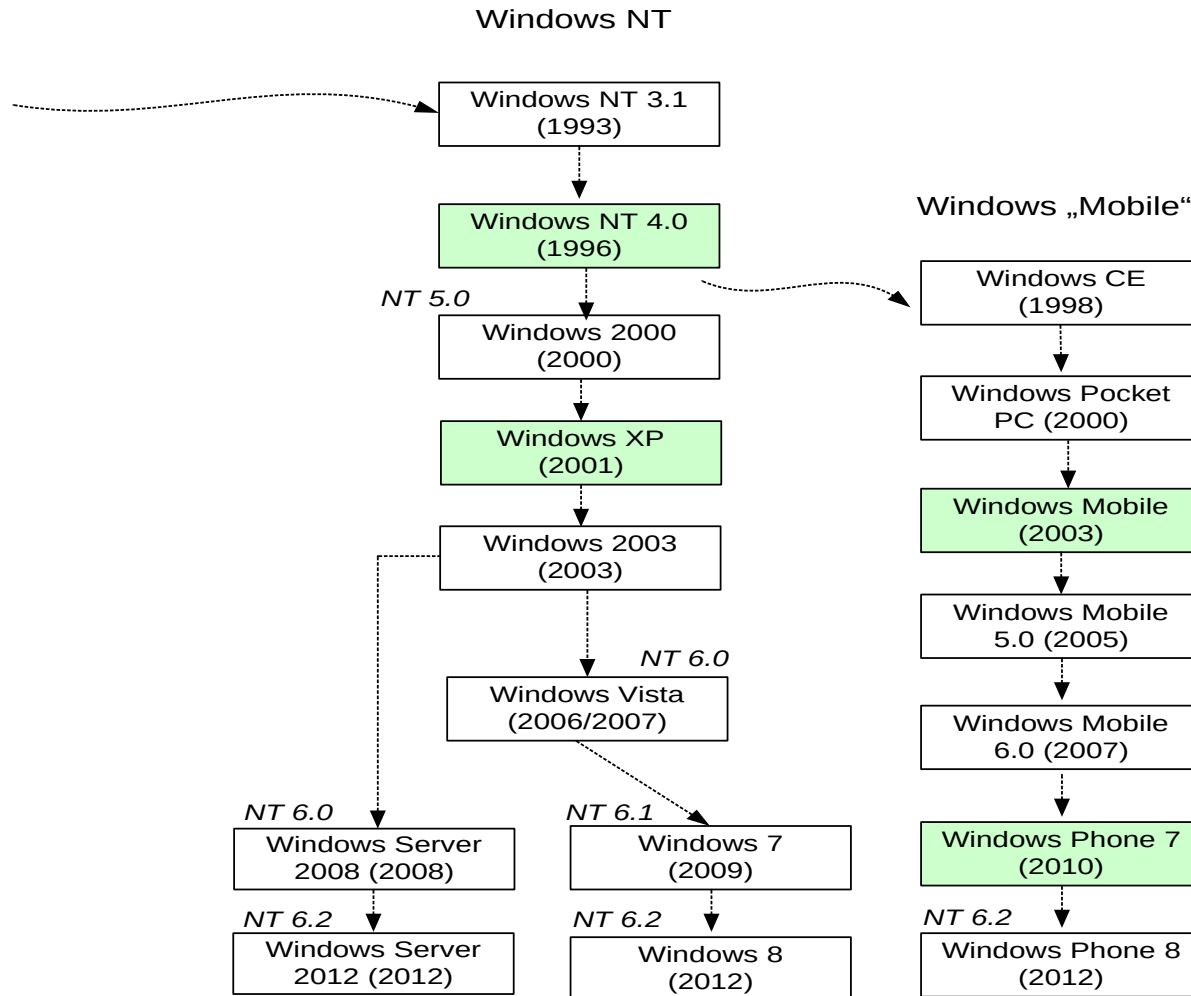 Windows NT
Windows NT 3.1
(1993)
Windows NT 4.0
(1996)
NT 5.0
Windows 2000
(2000)
Windows XP
(2001)
Windows 2003
(2003)
NT 6.0
Windows Vista
(2006/2007)
NT 6.0
Windows Server
2008 (2008)
NT 6.2
Windows Server
2012 (2012)
NT 6.1
Windows 7
(2009)
NT 6.2
Windows 8
(2012)
Windows „Mobile“
Windows CE
(1998)
Windows Pocket
PC (2000)
Windows Mobile
(2003)
Windows Mobile
5.0 (2005)
Windows Mobile
6.0 (2007)
Windows Phone 7
(2010)
NT 6.2
Windows Phone 8
(2012)